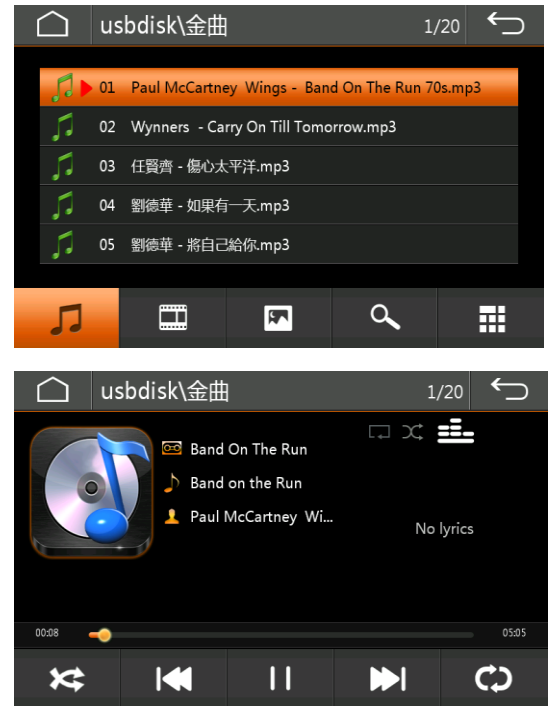 usbdisk\金曲 1/20
01 Paul McCartney Wings - Band On The Run 70s.mp3
02 Wynners - Carry On Till Tomorrow.mp3
03 任賢齊 - 傷心太平洋.mp3
04 劉德華 - 如果有一天.mp3
05 劉德華 - 將自己給你.mp3
usbdisk\金曲 1/20
Band On The Run
Band on the Run
Paul McCartney Wi...
No lyrics
00:08 05:05